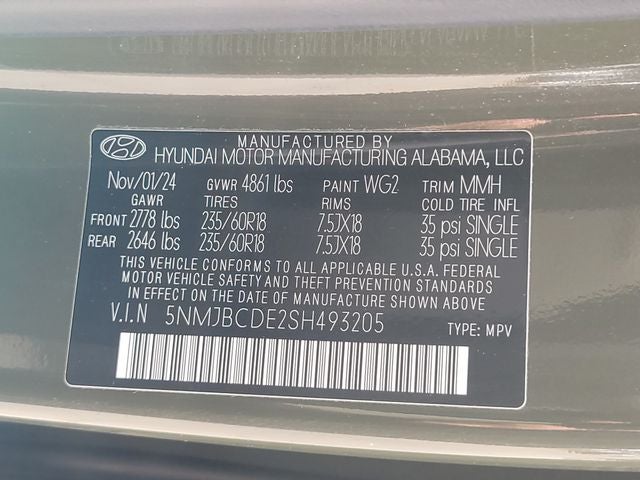 MANUFACTURED BY
HYUNDAI MOTOR MANUFACTURING ALABAMA, LLC
Nov/01/24 GVWR 4861 lbs PAINT WG2 TRIM MMH
GAWR TIRES RIMS COLD TIRE INFL
FRONT 2778 lbs 235/60R18 7.5JX18 35 psi SINGLE
REAR 2646 lbs 235/60R18 7.5JX18 35 psi SINGLE
THIS VEHICLE CONFORMS TO ALL APPLICABLE U.S.A. FEDERAL
MOTOR VEHICLE SAFETY AND THEFT PREVENTION STANDARDS
IN EFFECT ON THE DATE OF MANUFACTURE SHOWN ABOVE.
V.I.N 5NMJBCDE2SH493205 TYPE: MPV